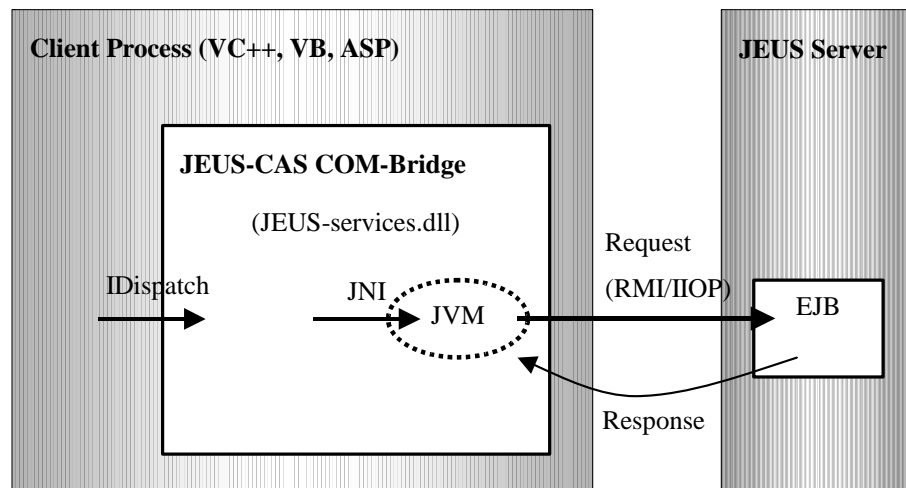 Client Process (VC++, VB, ASP)
JEUS Server
JEUS-CAS COM-Bridge
(JEUS-services.dll)
Request
(RMI/IIOP)
IDispatch
JNI
JVM
EJB
Response